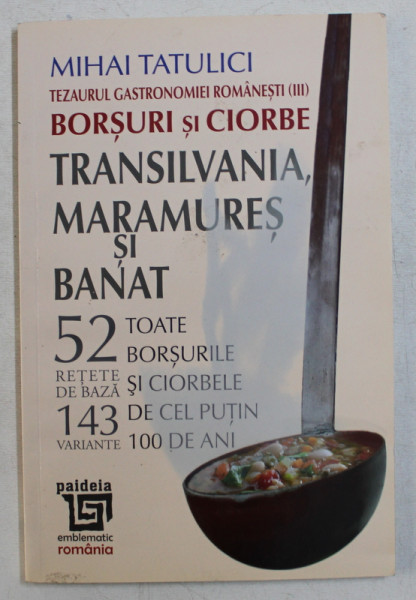 MIHAI TATULICI
TEZAURUL GASTRONOMIEI ROMÂNEȘTI (III)
BORȘURI și CIORBE
TRANSILVANIA,
MARAMUREȘ
ȘI
BANAT
52
REȚETE
DE BAZĂ
143
VARIANTE
TOATE
BORȘURILE
ŞI CIORBELE
DE CEL PUȚIN
100 DE ANI
paideia
emblematic
românia